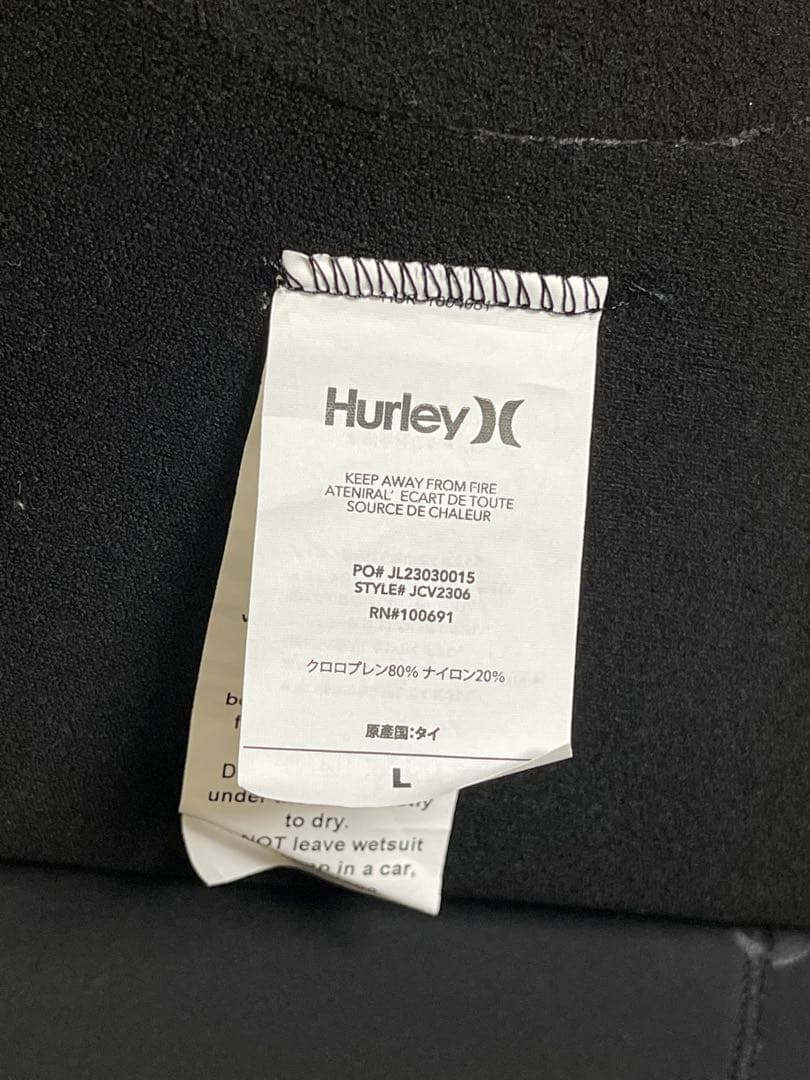 Hurley
KEEP AWAY FROM FIRE
ATENIRAL' ECART DE TOUTE
SOURCE DE CHALEUR
PO# JL23030015
STYLE# JCV2306
RN#100691
クロロプレン80% ナイロン20%
原産国:タイ
L
to dry.
NOT leave wetsuit
in a car,